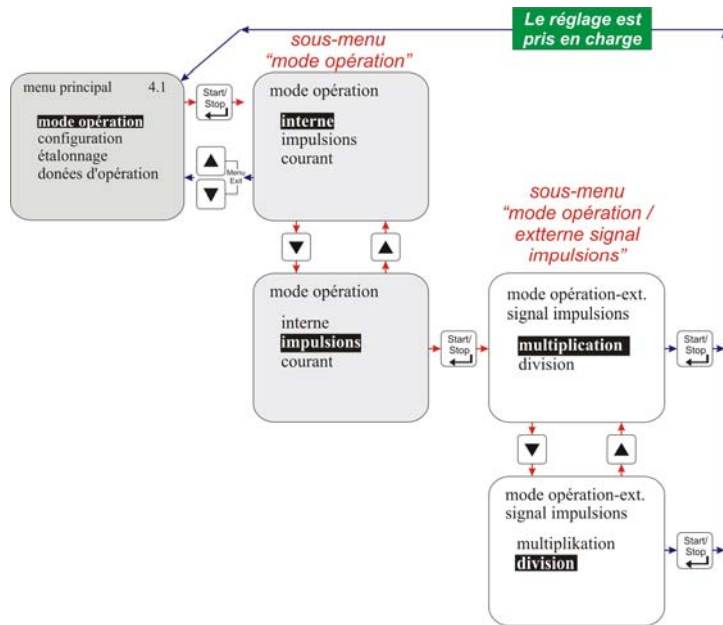 Le réglage est
pris en charge
sous-menu
“mode opération”
menu principal 4.1
mode opération
configuration
étalonnage
donées d'opération
Start/
Stop
mode opération
interne
impulsions
courant
Menu
Exit
sous-menu
“mode opération /
extterne signal
impulsions”
mode opération
interne
impulsions
courant
Start/
Stop
mode opération-ext.
signal impulsions
multiplication
division
Start/
Stop
mode opération-ext.
signal impulsions
multiplikation
division
Start/
Stop